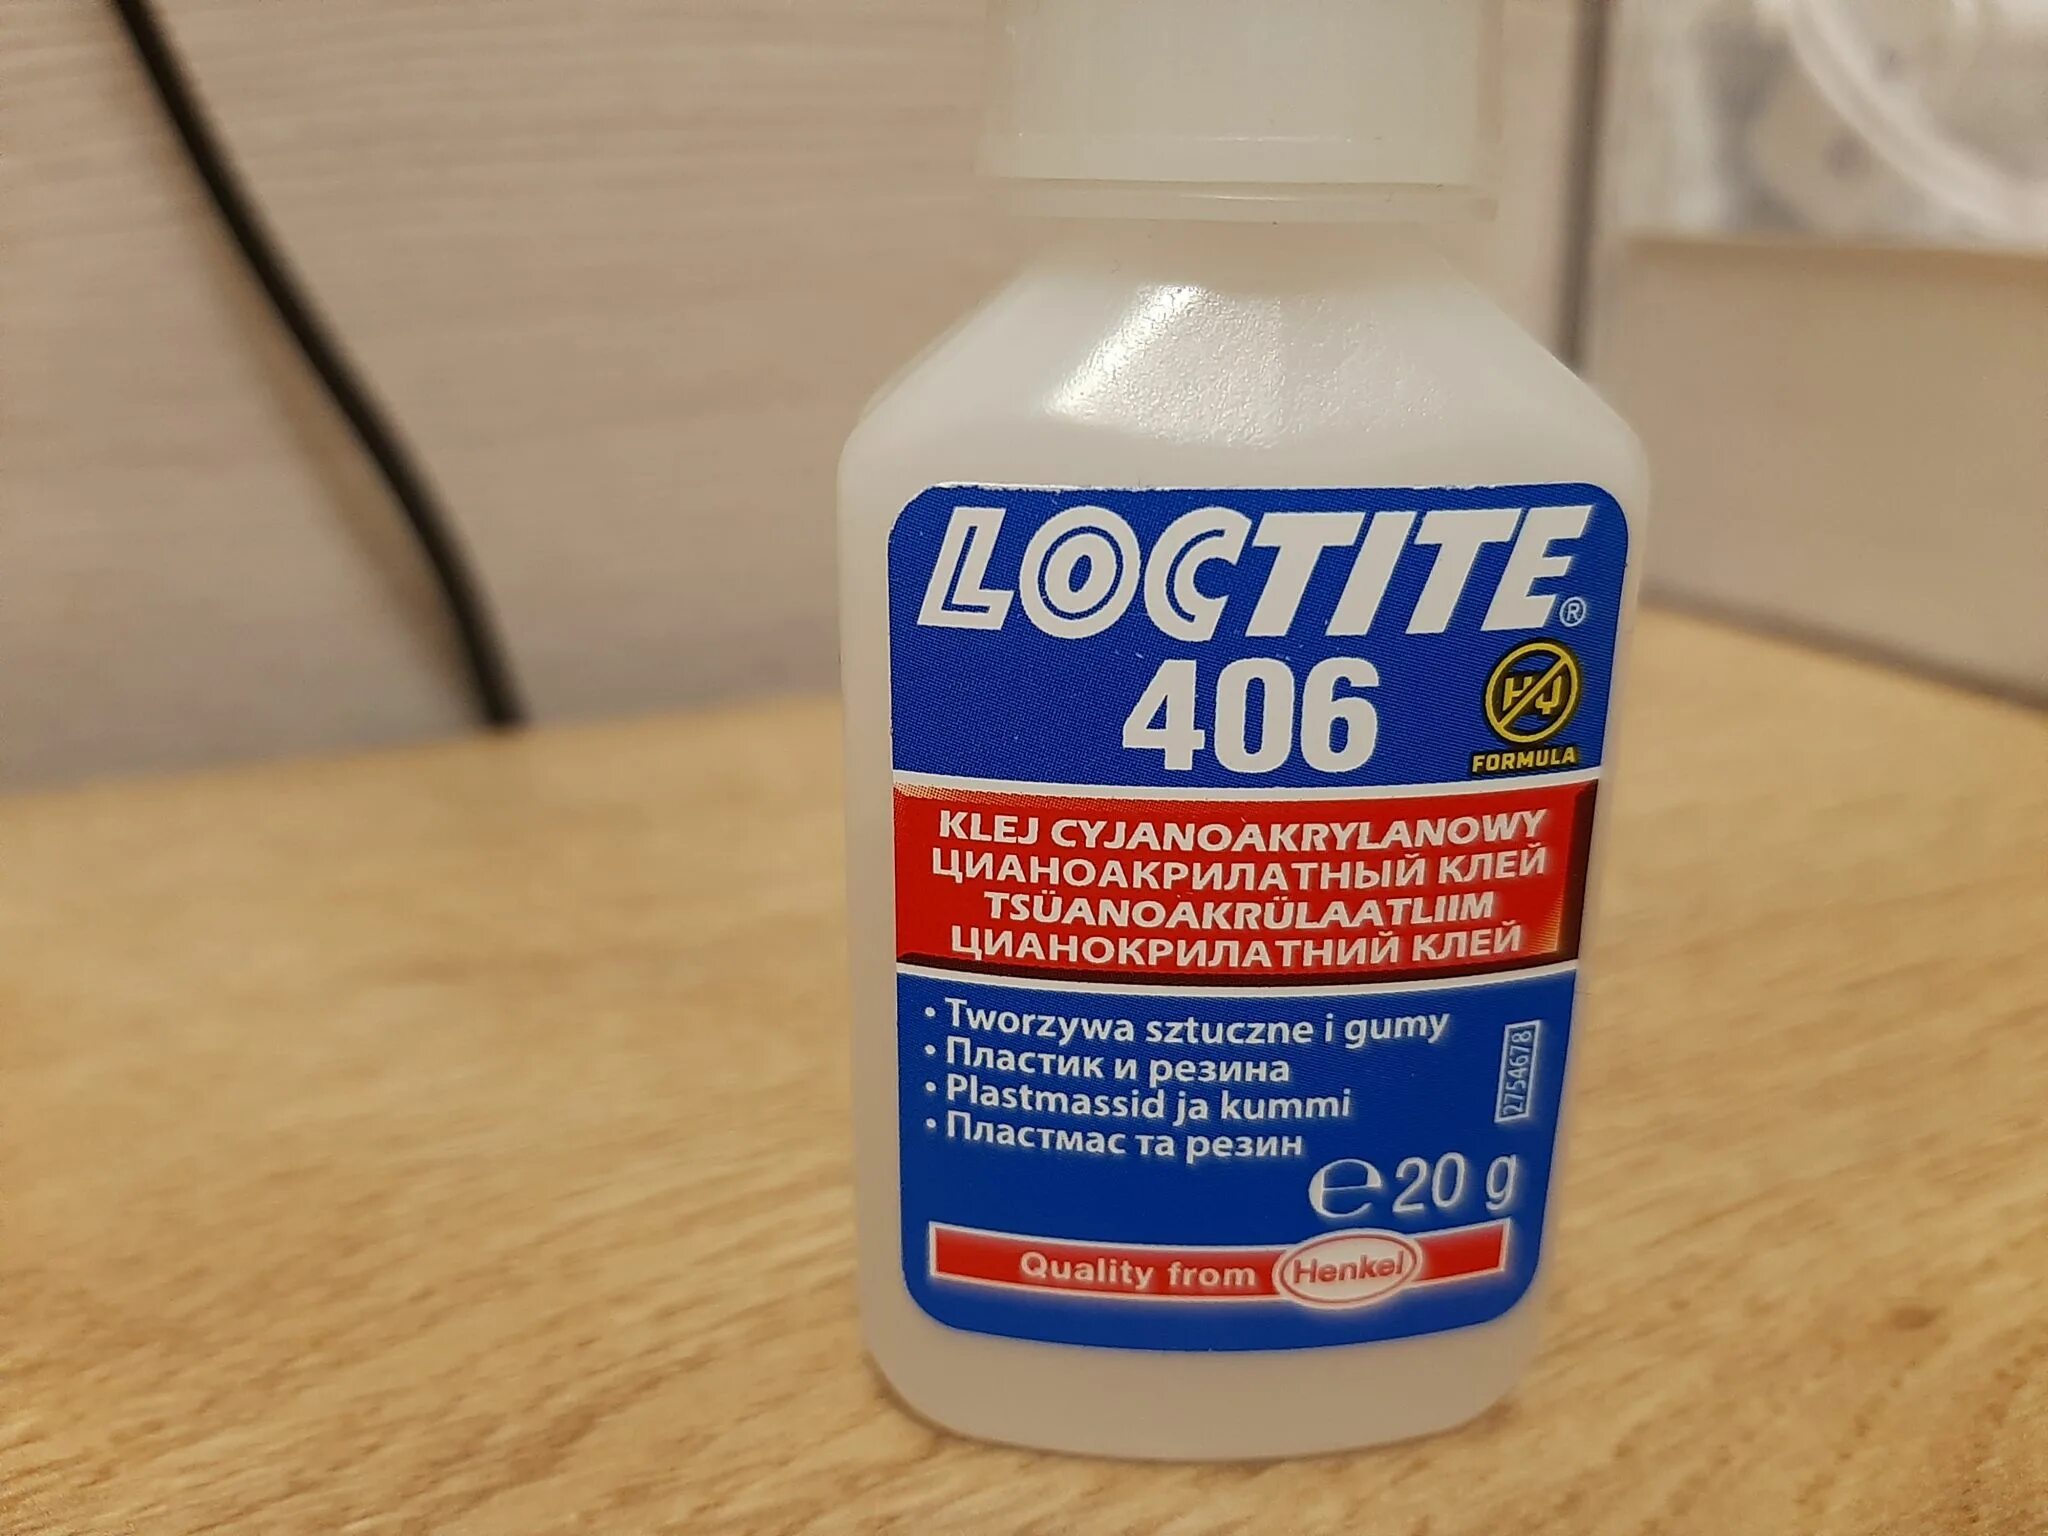 LOCTITE®
406
HQ
FORMULA
KLEJ CYJANOAKRYLANOWY
ЦИАНОАКРИЛАТНЫЙ КЛЕЙ
TSÜANOAKRÜLAATLIIM
ЦИАНОКРИЛАТНИЙ КЛЕЙ
• Tworzywa sztuczne i gumy
• Пластик и резина
• Plastmassid ja kummi
• Пластмас та резин
2754678
℮20 g
Quality from Henkel